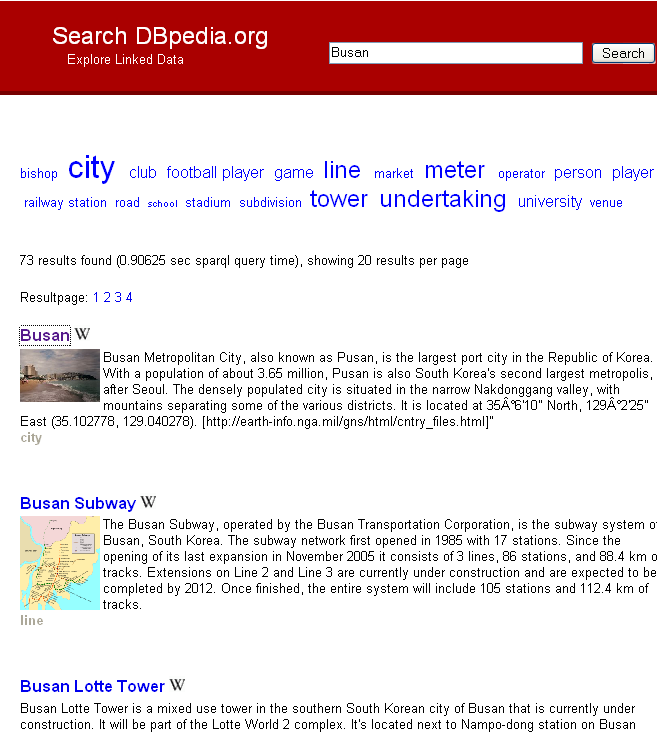 Search DBpedia.org
Explore Linked Data
Busan
Search
bishop city club football player game line market meter operator person player
railway station road school stadium subdivision tower undertaking university venue
73 results found (0.90625 sec sparql query time), showing 20 results per page
Resultpage: 1 2 3 4
Busan W
Busan Metropolitan City, also known as Pusan, is the largest port city in the Republic of Korea.
With a population of about 3.65 million, Pusan is also South Korea's second largest metropolis,
after Seoul. The densely populated city is situated in the narrow Nakdonggang valley, with
mountains separating some of the various districts. It is located at 35Â°6'10" North, 129Â°2'25"
East (35.102778, 129.040278). [http://earth-info.nga.mil/gns/html/cntry_files.html]"
city
Busan Subway W
The Busan Subway, operated by the Busan Transportation Corporation, is the subway system of
Busan, South Korea. The subway network first opened in 1985 with 17 stations. Since the
opening of its last expansion in November 2005 it consists of 3 lines, 86 stations, and 88.4 km o
tracks. Extensions on Line 2 and Line 3 are currently under construction and are expected to be
completed by 2012. Once finished, the entire system will include 105 stations and 112.4 km of
tracks.
line
Busan Lotte Tower W
Busan Lotte Tower is a mixed use tower in the southern South Korean city of Busan that is currently under
construction. It will be part of the Lotte World 2 complex. It's located next to Nampo-dong station on Busan